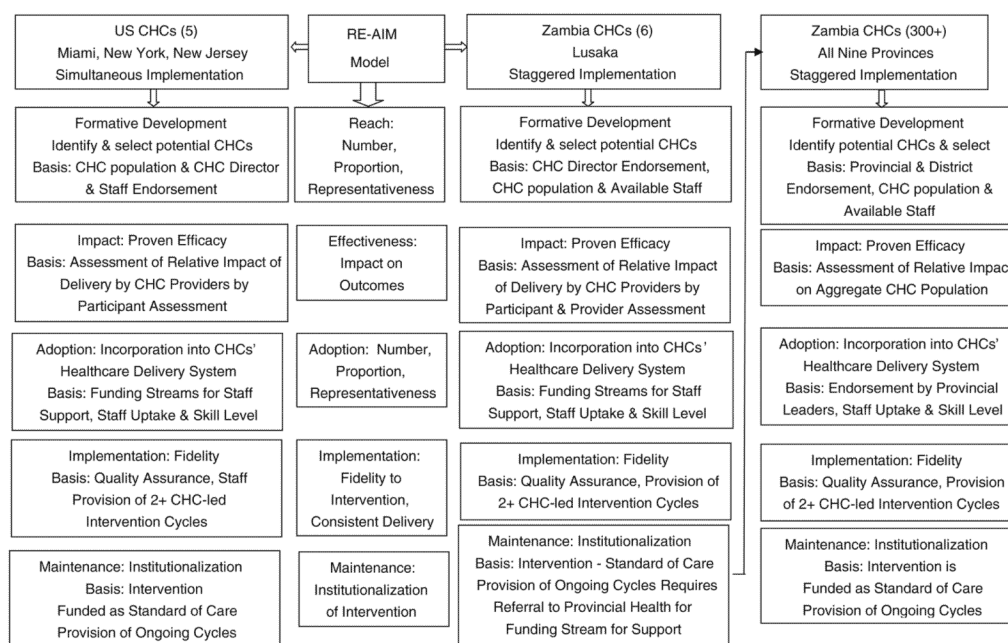 US CHCs (5)
Miami, New York, New Jersey
Simultaneous Implementation
Formative Development
Identify & select potential CHCs
Basis: CHC population & CHC Director
& Staff Endorsement
Impact: Proven Efficacy
Basis: Assessment of Relative Impact of
Delivery by CHC Providers by
Participant Assessment
Adoption: Incorporation into CHCs'
Healthcare Delivery System
Basis: Funding Streams for Staff
Support, Staff Uptake & Skill Level
Implementation: Fidelity
Basis: Quality Assurance, Staff
Provision of 2+ CHC-led
Intervention Cycles
Maintenance: Institutionalization
Basis: Intervention
Funded as Standard of Care
Provision of Ongoing Cycles
RE-AIM
Model
Reach:
Number,
Proportion,
Representativeness
Effectiveness:
Impact on
Outcomes
Adoption: Number,
Proportion,
Representativeness
Implementation:
Fidelity to
Intervention,
Consistent Delivery
Maintenance:
Institutionalization
of Intervention
Zambia CHCs (6)
Lusaka
Staggered Implementation
Formative Development
Identify & select potential CHCs
Basis: CHC Director Endorsement,
CHC population & Available Staff
Impact: Proven Efficacy
Basis: Assessment of Relative Impact
of Delivery by CHC Providers by
Participant & Provider Assessment
Adoption: Incorporation into CHCs'
Healthcare Delivery System
Basis: Funding Streams for Staff
Support, Staff Uptake & Skill Level
Implementation: Fidelity
Basis: Quality Assurance, Provision of
2+ CHC-led Intervention Cycles
Maintenance: Institutionalization
Basis: Intervention - Standard of Care
Provision of Ongoing Cycles Requires
Referral to Provincial Health for
Funding Stream for Support
Zambia CHCs (300+)
All Nine Provinces
Staggered Implementation
Formative Development
Identify potential CHCs & select
Basis: Provincial & District
Endorsement, CHC population &
Available Staff
Impact: Proven Efficacy
Basis: Assessment of Relative Impact
on Aggregate CHC Population
Adoption: Incorporation into CHCs'
Healthcare Delivery System
Basis: Endorsement by Provincial
Leaders, Staff Uptake & Skill Level
Implementation: Fidelity
Basis: Quality Assurance, Provision
of 2+ CHC-led Intervention Cycles
Maintenance: Institutionalization
Basis: Intervention is
Funded as Standard of Care
Provision of Ongoing Cycles